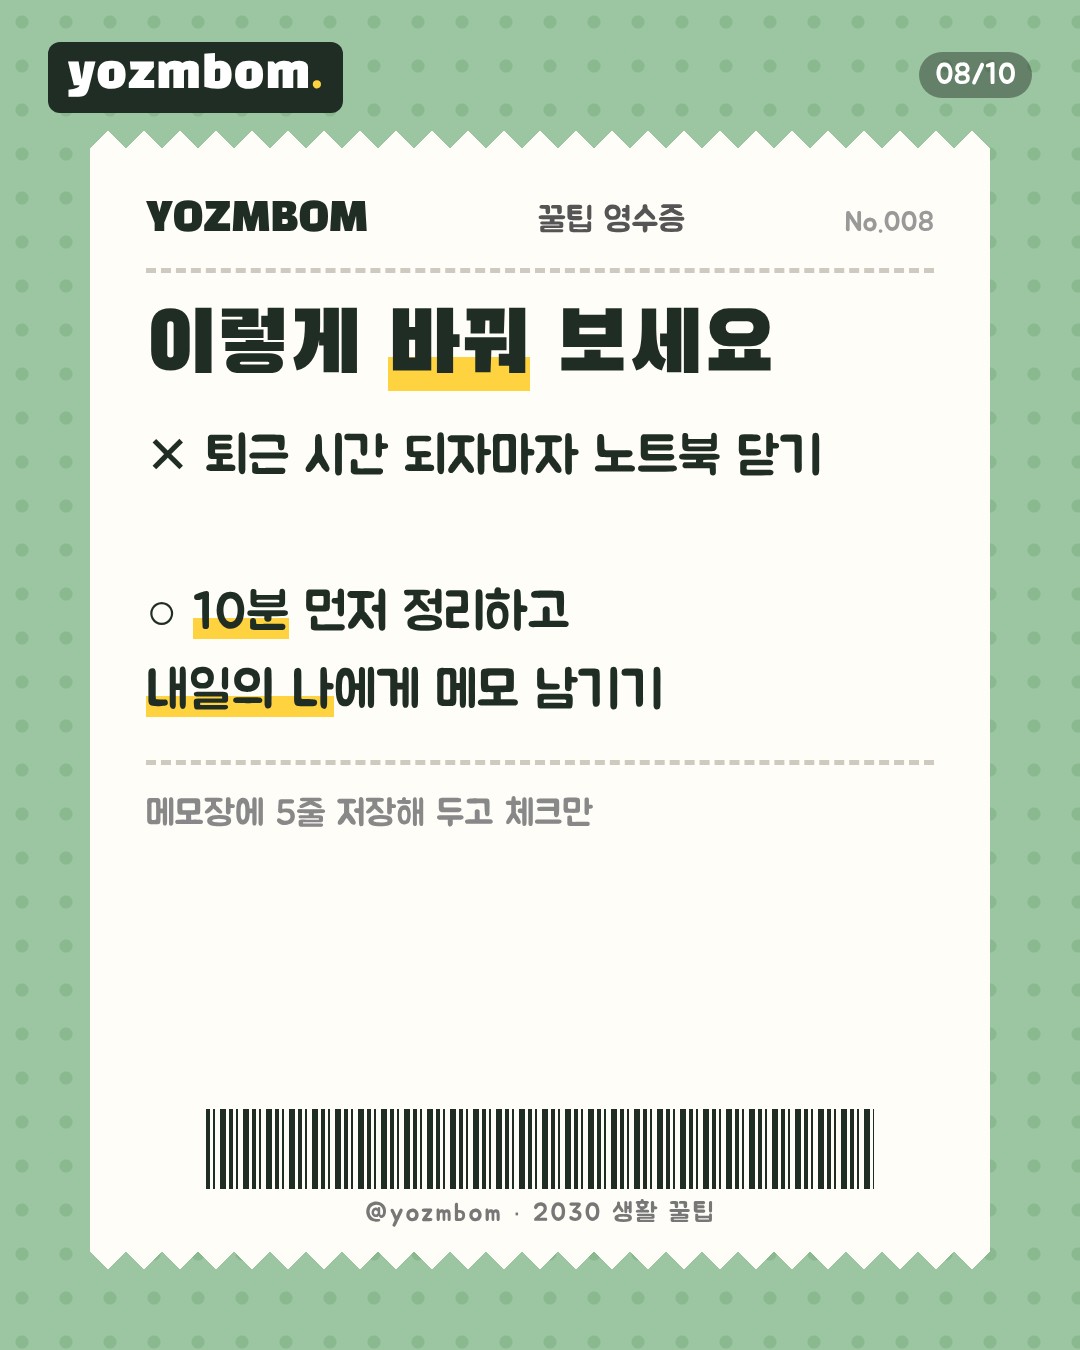 yozmbom.
08/10
YOZMBOM 꿀팁 영수증 No.008
이렇게 바꿔 보세요
✕ 퇴근 시간 되자마자 노트북 닫기
○ 10분 먼저 정리하고
내일의 나에게 메모 남기기
메모장에 5줄 저장해 두고 체크만
@yozmbom · 2030 생활 꿀팁